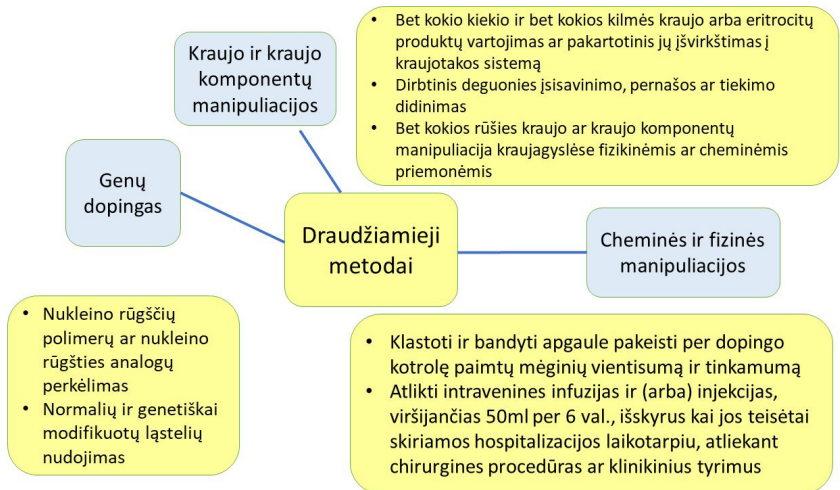 Kraujo ir kraujo
komponentų
manipuliacijos
• Bet kokio kiekio ir bet kokios kilmės kraujo arba eritrocitų
produktų vartojimas ar pakartotinis jų įšvirkštimas į
kraujotakos sistemą
• Dirbtinis deguonies įsisavinimo, pernašos ar tiekimo
didinimas
• Bet kokios rūšies kraujo ar kraujo komponentų
manipuliacija kraujagyslėse fizikinėmis ar cheminėmis
priemonėmis
Genų
dopingas
Draudžiamieji
metodai
Cheminės ir fizinės
manipuliacijos
• Nukleino rūgščių
polimerų ar nukleino
rūgšties analogų
perkėlimas
• Normalių ir genetiškai
modifikuotų ląstelių
nudojimas
• Klastoti ir bandyti apgaule pakeisti per dopingo
kotrolę paimtų mėginių vientisumą ir tinkamumą
• Atlikti intravenines infuzijas ir (arba) injekcijas,
viršijančias 50ml per 6 val., išskyrus kai jos teisėtai
skiriamos hospitalizacijos laikotarpiu, atliekant
chirurgines procedūras ar klinikinius tyrimus